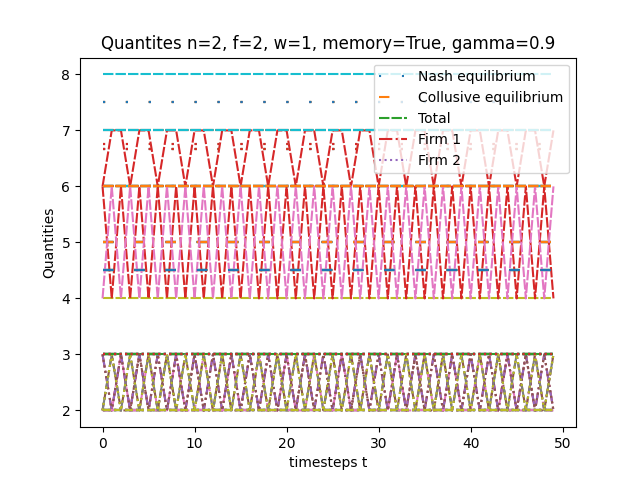 Quantites n=2, f=2, w=1, memory=True, gamma=0.9
Nash equilibrium
Collusive equilibrium
Total
Firm 1
Firm 2
Quantities
8
7
6
5
4
3
2
0 10 20 30 40 50
timesteps t